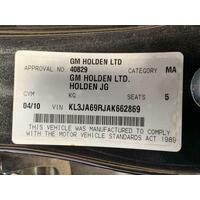 GM HOLDEN LTD
APPROVAL NO. 40829 CATEGORY MA
GM HOLDEN LTD.
HOLDEN JG
GVM KG SEATS 5
04/10 VIN KL3JA69RJAK662869
THIS VEHICLE WAS MANUFACTURED TO COMPLY
WITH THE MOTOR VEHICLE STANDARDS ACT 1989